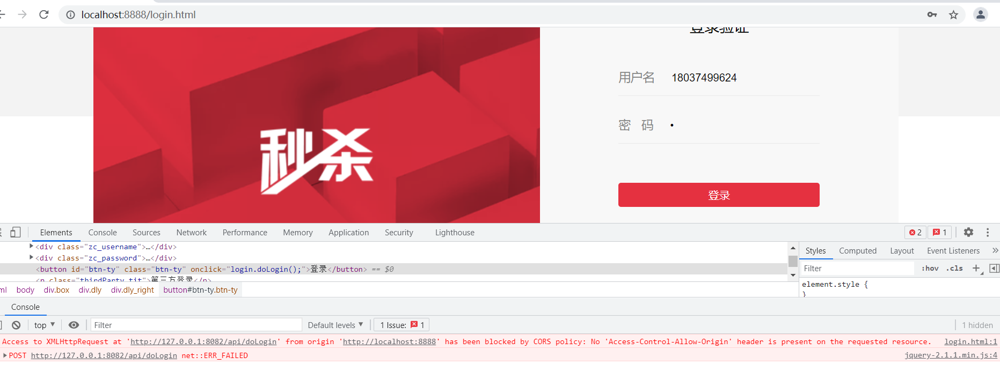 localhost:8888/login.html
登录验证
用户名 18037499624
密 码 •
秒杀
登录
Elements Console Sources Network Performance Memory Application Security Lighthouse 2 1
<div class="zc_username">…</div>
<div class="zc_password">…</div>
<button id="btn-ty" class="btn-ty" onclick="login.doLogin();">登录</button> == $0
<p class="thirdParty_tit">第三方登录</p>
ml body div.box div.dly div.dly_right button#btn-ty.btn-ty
Styles Computed Layout Event Listeners »
Filter :hov .cls +
element.style {
}
Console
top ▼ Filter Default levels ▼ 1 Issue: 1 1 hidden
Access to XMLHttpRequest at 'http://127.0.0.1:8082/api/doLogin' from origin 'http://localhost:8888' has been blocked by CORS policy: No 'Access-Control-Allow-Origin' header is present on the requested resource. login.html:1
POST http://127.0.0.1:8082/api/doLogin net::ERR_FAILED jquery-2.1.1.min.js:4